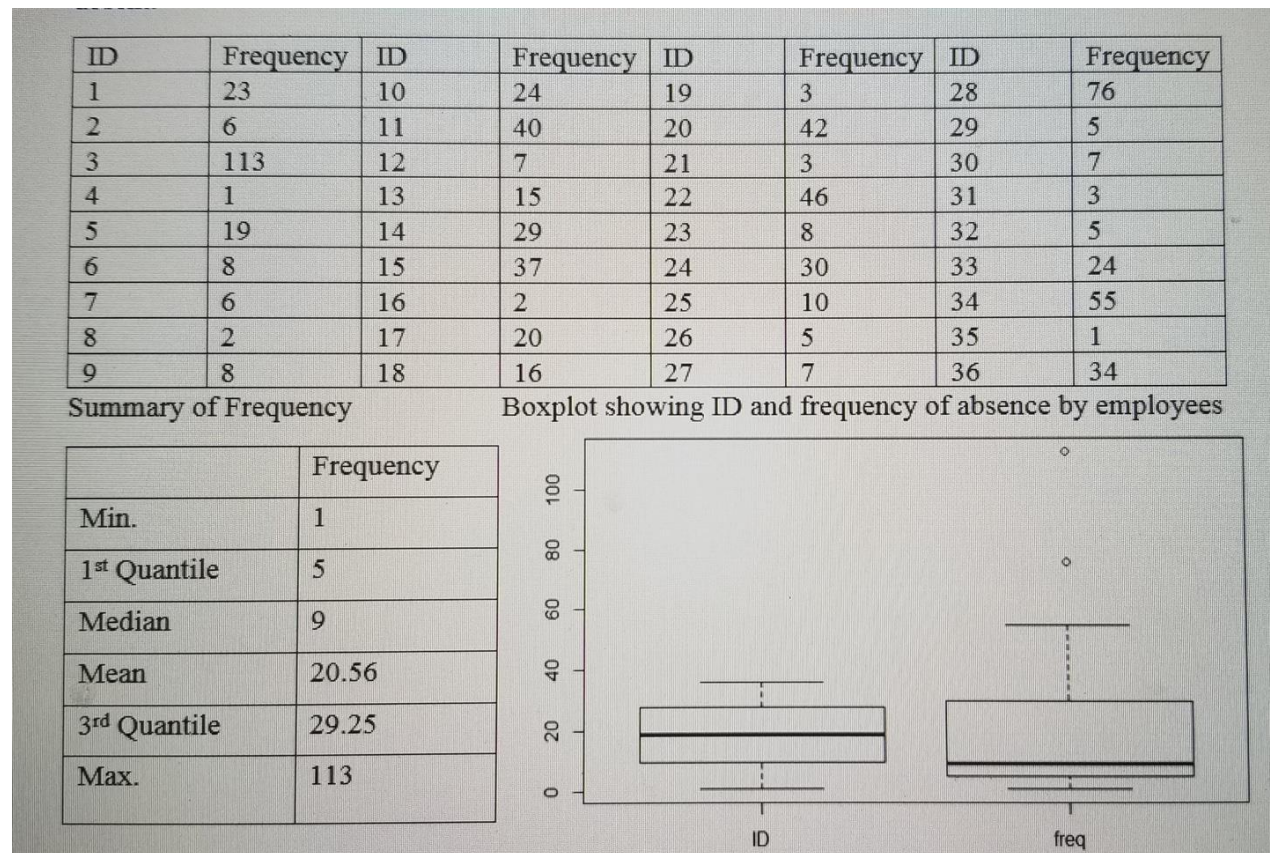 ID Frequency ID Frequency ID Frequency ID Frequency
1 23 10 24 19 3 28 76
2 6 11 40 20 42 29 5
3 113 12 7 21 3 30 7
4 1 13 15 22 46 31 3
5 19 14 29 23 8 32 5
6 8 15 37 24 30 33 24
7 6 16 2 25 10 34 55
8 2 17 20 26 5 35 1
9 8 18 16 27 7 36 34
Summary of Frequency
Frequency
Min. 1
1st Quantile 5
Median 9
Mean 20.56
3rd Quantile 29.25
Max. 113
Boxplot showing ID and frequency of absence by employees
100
80
60
40
20
0
ID freq